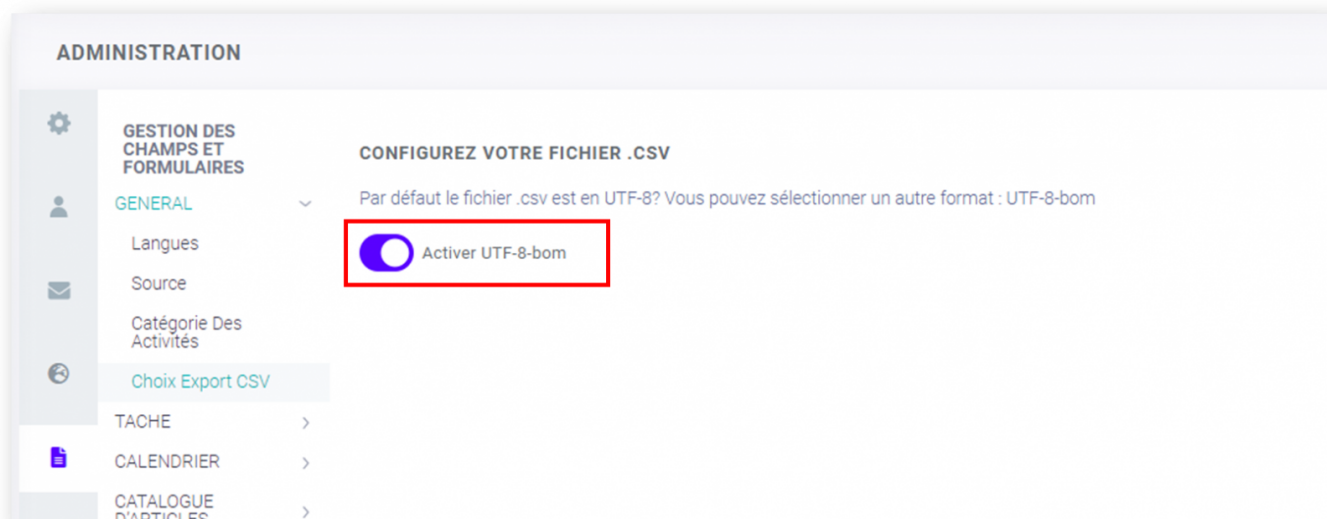 ADMINISTRATION
GESTION DES
CHAMPS ET
FORMULAIRES
GENERAL
Langues
Source
Catégorie Des
Activités
Choix Export CSV
TACHE
CALENDRIER
CATALOGUE
D'ARTICLES
CONFIGUREZ VOTRE FICHIER .CSV
Par défaut le fichier .csv est en UTF-8? Vous pouvez sélectionner un autre format : UTF-8-bom
Activer UTF-8-bom